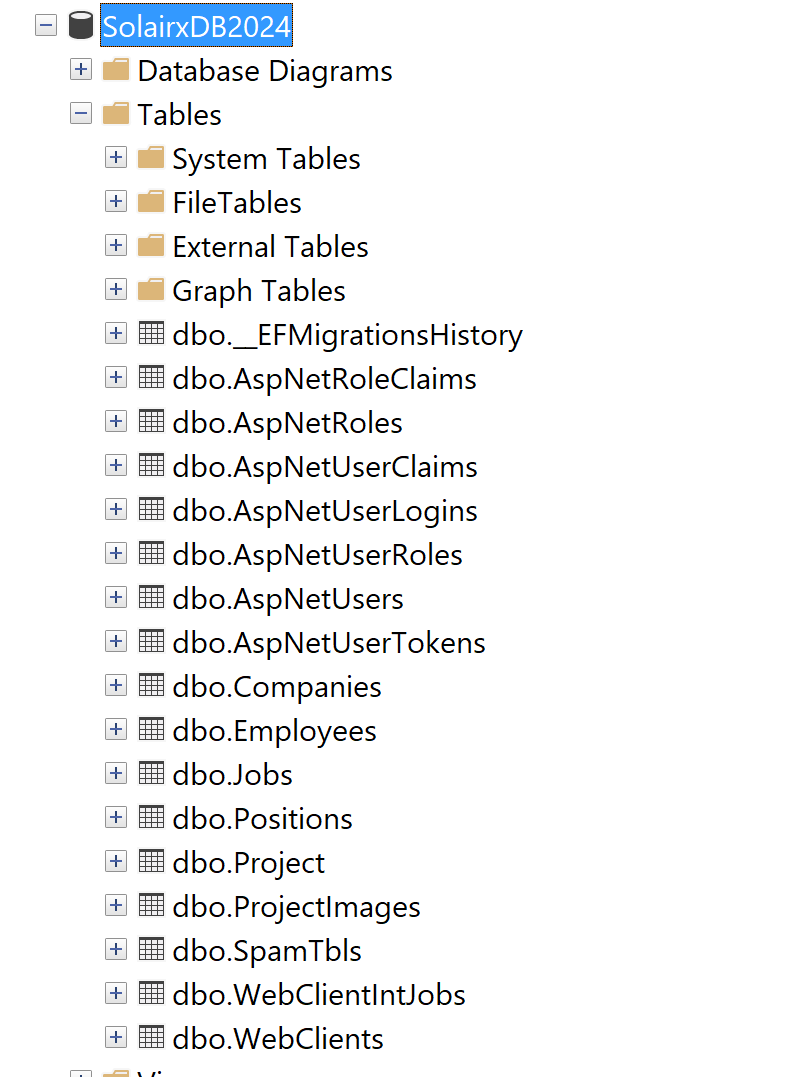 SolairxDB2024
Database Diagrams
Tables
System Tables
FileTables
External Tables
Graph Tables
dbo.__EFMigrationsHistory
dbo.AspNetRoleClaims
dbo.AspNetRoles
dbo.AspNetUserClaims
dbo.AspNetUserLogins
dbo.AspNetUserRoles
dbo.AspNetUsers
dbo.AspNetUserTokens
dbo.Companies
dbo.Employees
dbo.Jobs
dbo.Positions
dbo.Project
dbo.ProjectImages
dbo.SpamTbls
dbo.WebClientIntJobs
dbo.WebClients